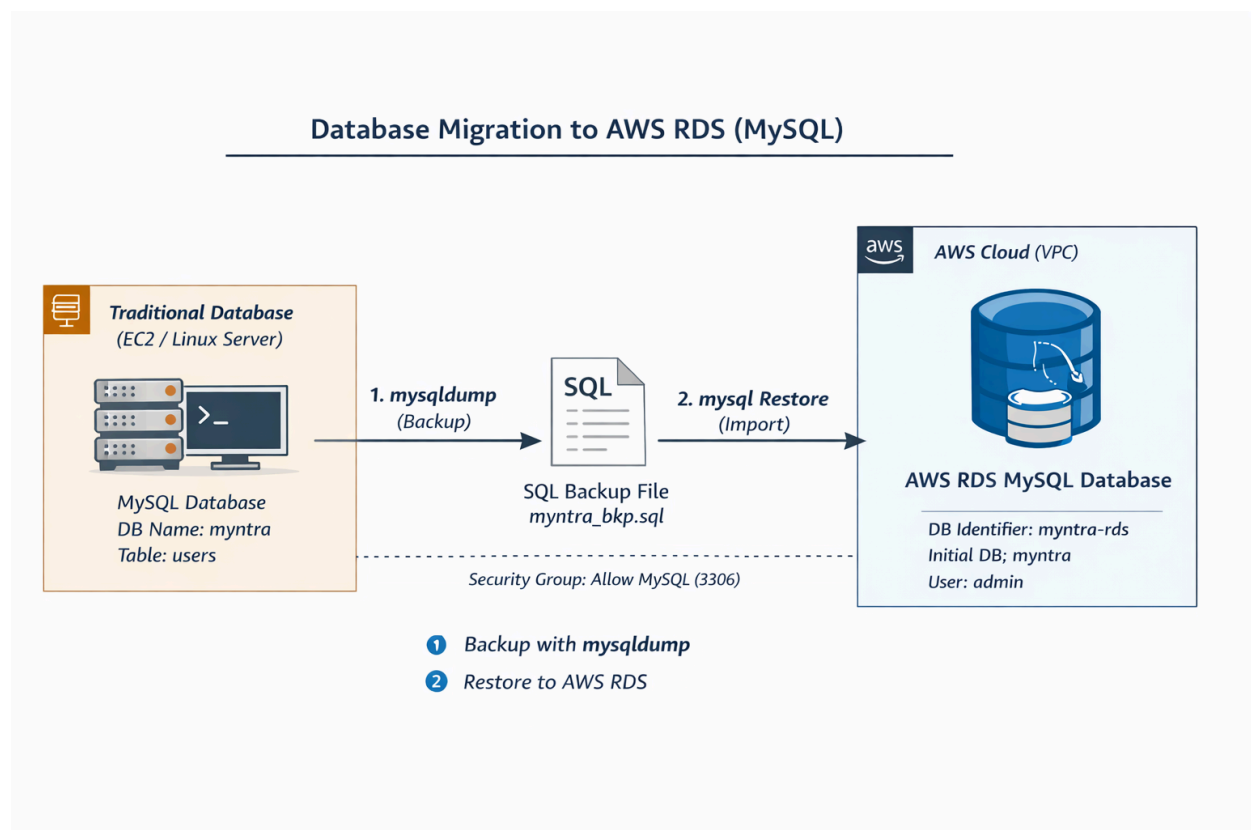 Database Migration to AWS RDS (MySQL)
aws
AWS Cloud (VPC)
Traditional Database
(EC2 / Linux Server)
>_
MySQL Database
DB Name: myntra
Table: users
1. mysqldump
(Backup)
SQL
SQL Backup File
myntra_bkp.sql
2. mysql Restore
(Import)
AWS RDS MySQL Database
DB Identifier: myntra-rds
Initial DB; myntra
User: admin
Security Group: Allow MySQL (3306)
1 Backup with mysqldump
2 Restore to AWS RDS